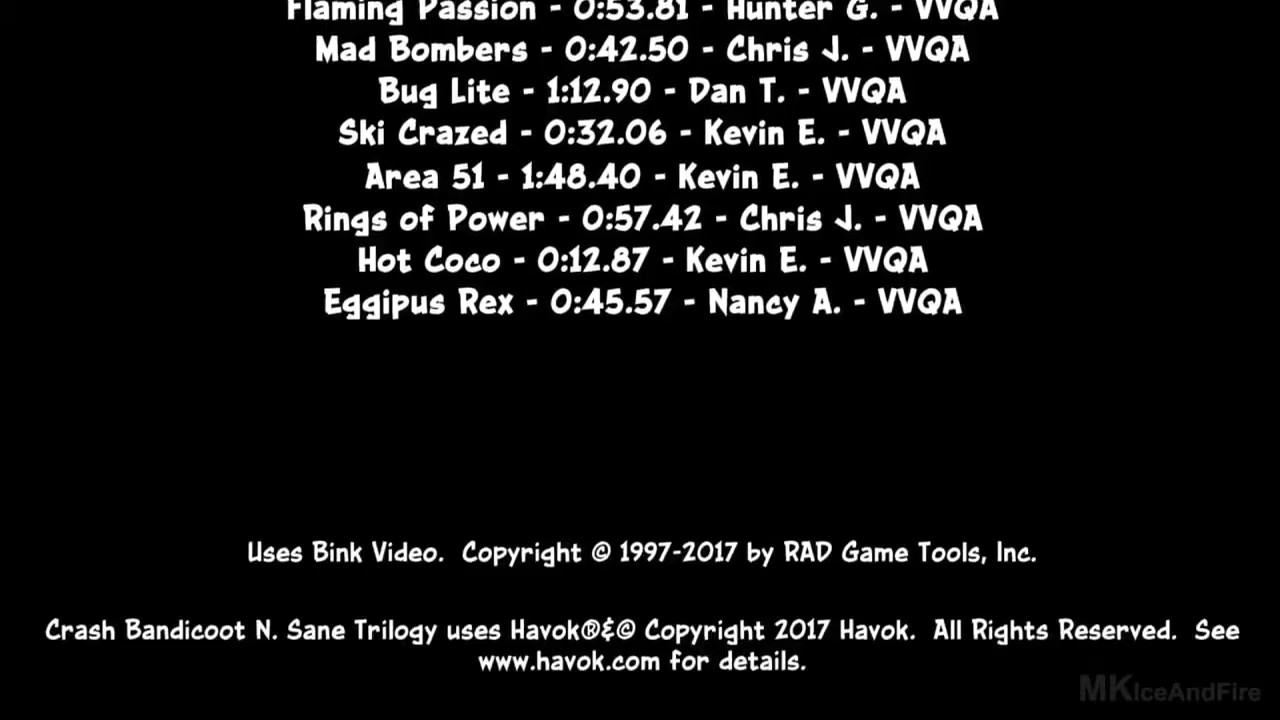 Flaming Passion - 0:53.81 - Hunter G. - VVQA
Mad Bombers - 0:42.50 - Chris J. - VVQA
Bug Lite - 1:12.90 - Dan T. - VVQA
Ski Crazed - 0:32.06 - Kevin E. - VVQA
Area 51 - 1:48.40 - Kevin E. - VVQA
Rings of Power - 0:57.42 - Chris J. - VVQA
Hot Coco - 0:12.87 - Kevin E. - VVQA
Eggipus Rex - 0:45.57 - Nancy A. - VVQA
Uses Bink Video.  Copyright © 1997-2017 by RAD Game Tools, Inc.
Crash Bandicoot N. Sane Trilogy uses Havok®&© Copyright 2017 Havok.  All Rights Reserved.  See
www.havok.com for details.
MKIceAndFire